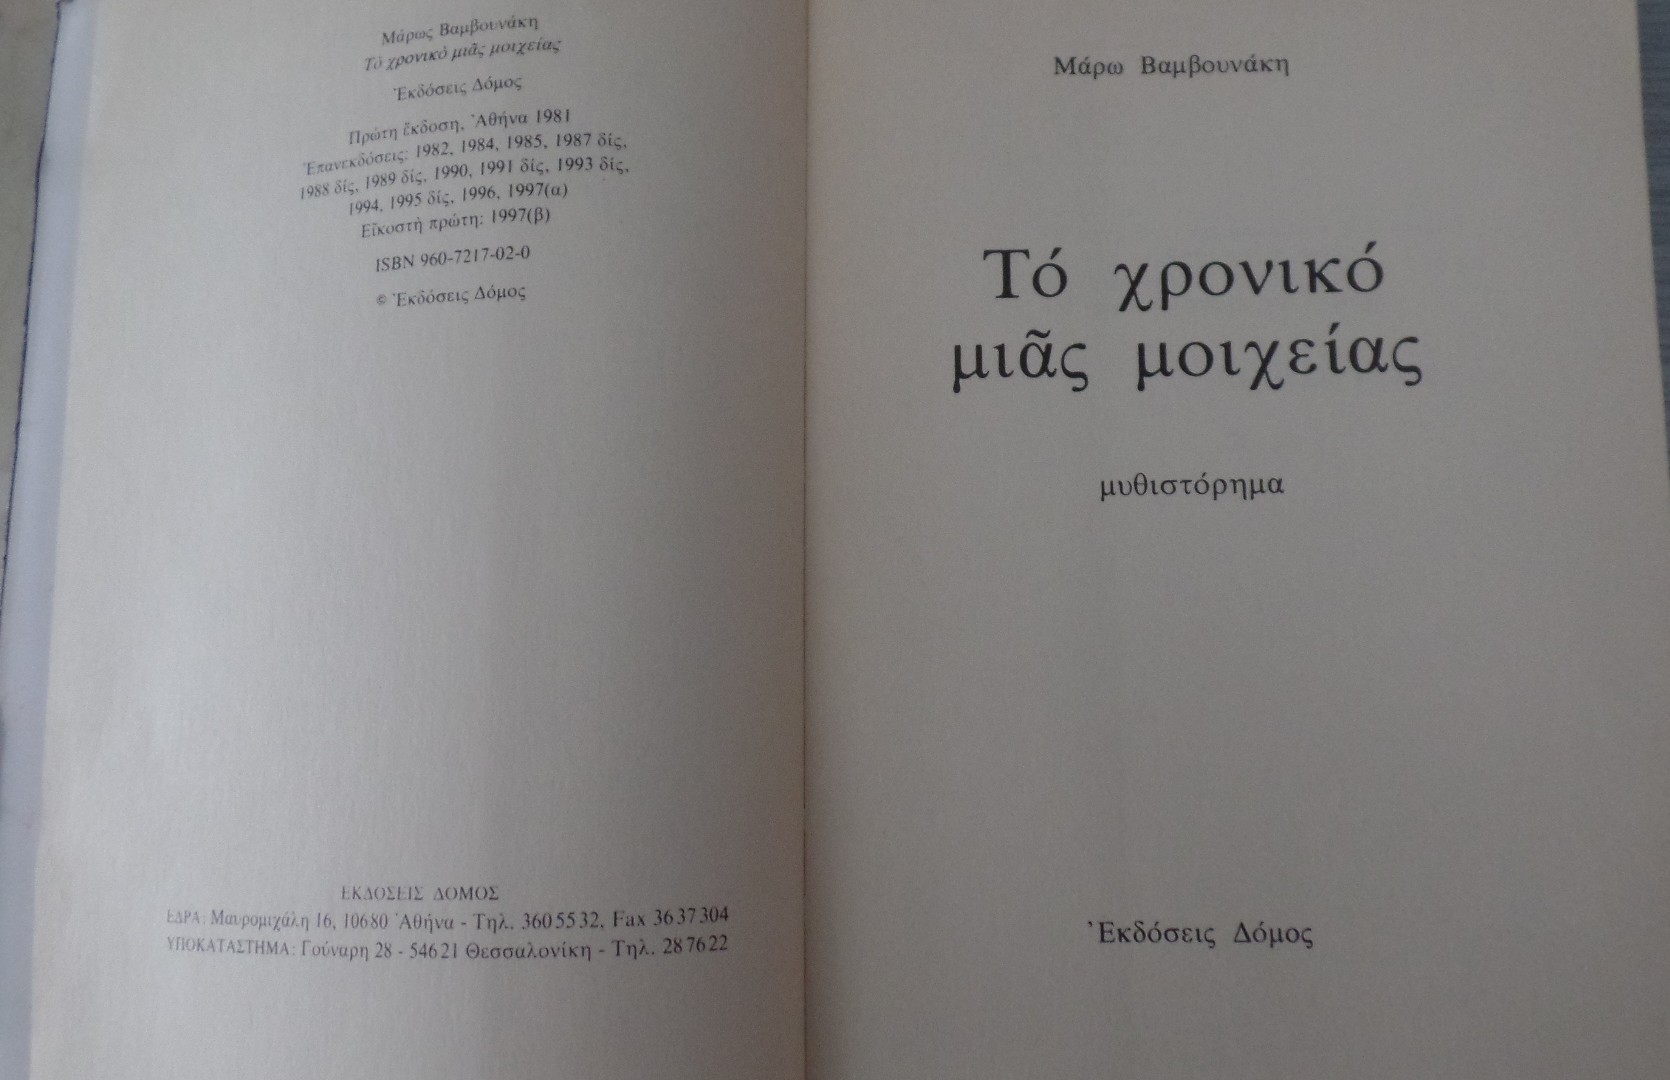 Μάρως Βαμβουνάκη
Τὸ χρονικὸ μιᾶς μοιχείας
Ἐκδόσεις Δόμος
Πρώτη ἔκδοση, Ἀθήνα 1981
Ἐπανεκδόσεις: 1982, 1984, 1985, 1987 δίς,
1988 δίς, 1989 δίς, 1990, 1991 δίς, 1993 δίς,
1994, 1995 δίς, 1996, 1997(α)
Εἰκοστὴ πρώτη: 1997(β)
ISBN 960-7217-02-0
© Ἐκδόσεις Δόμος
ΕΚΔΟΣΕΙΣ ΔΟΜΟΣ
ΕΔΡΑ: Μαυρομιχάλη 16, 10680 Ἀθήνα - Τηλ. 3605532, Fax 3637304
ΥΠΟΚΑΤΑΣΤΗΜΑ: Γούναρη 28 - 54621 Θεσσαλονίκη - Τηλ. 287622
Μάρω Βαμβουνάκη
Τό χρονικό
μιᾶς μοιχείας
μυθιστόρημα
Ἐκδόσεις Δόμος